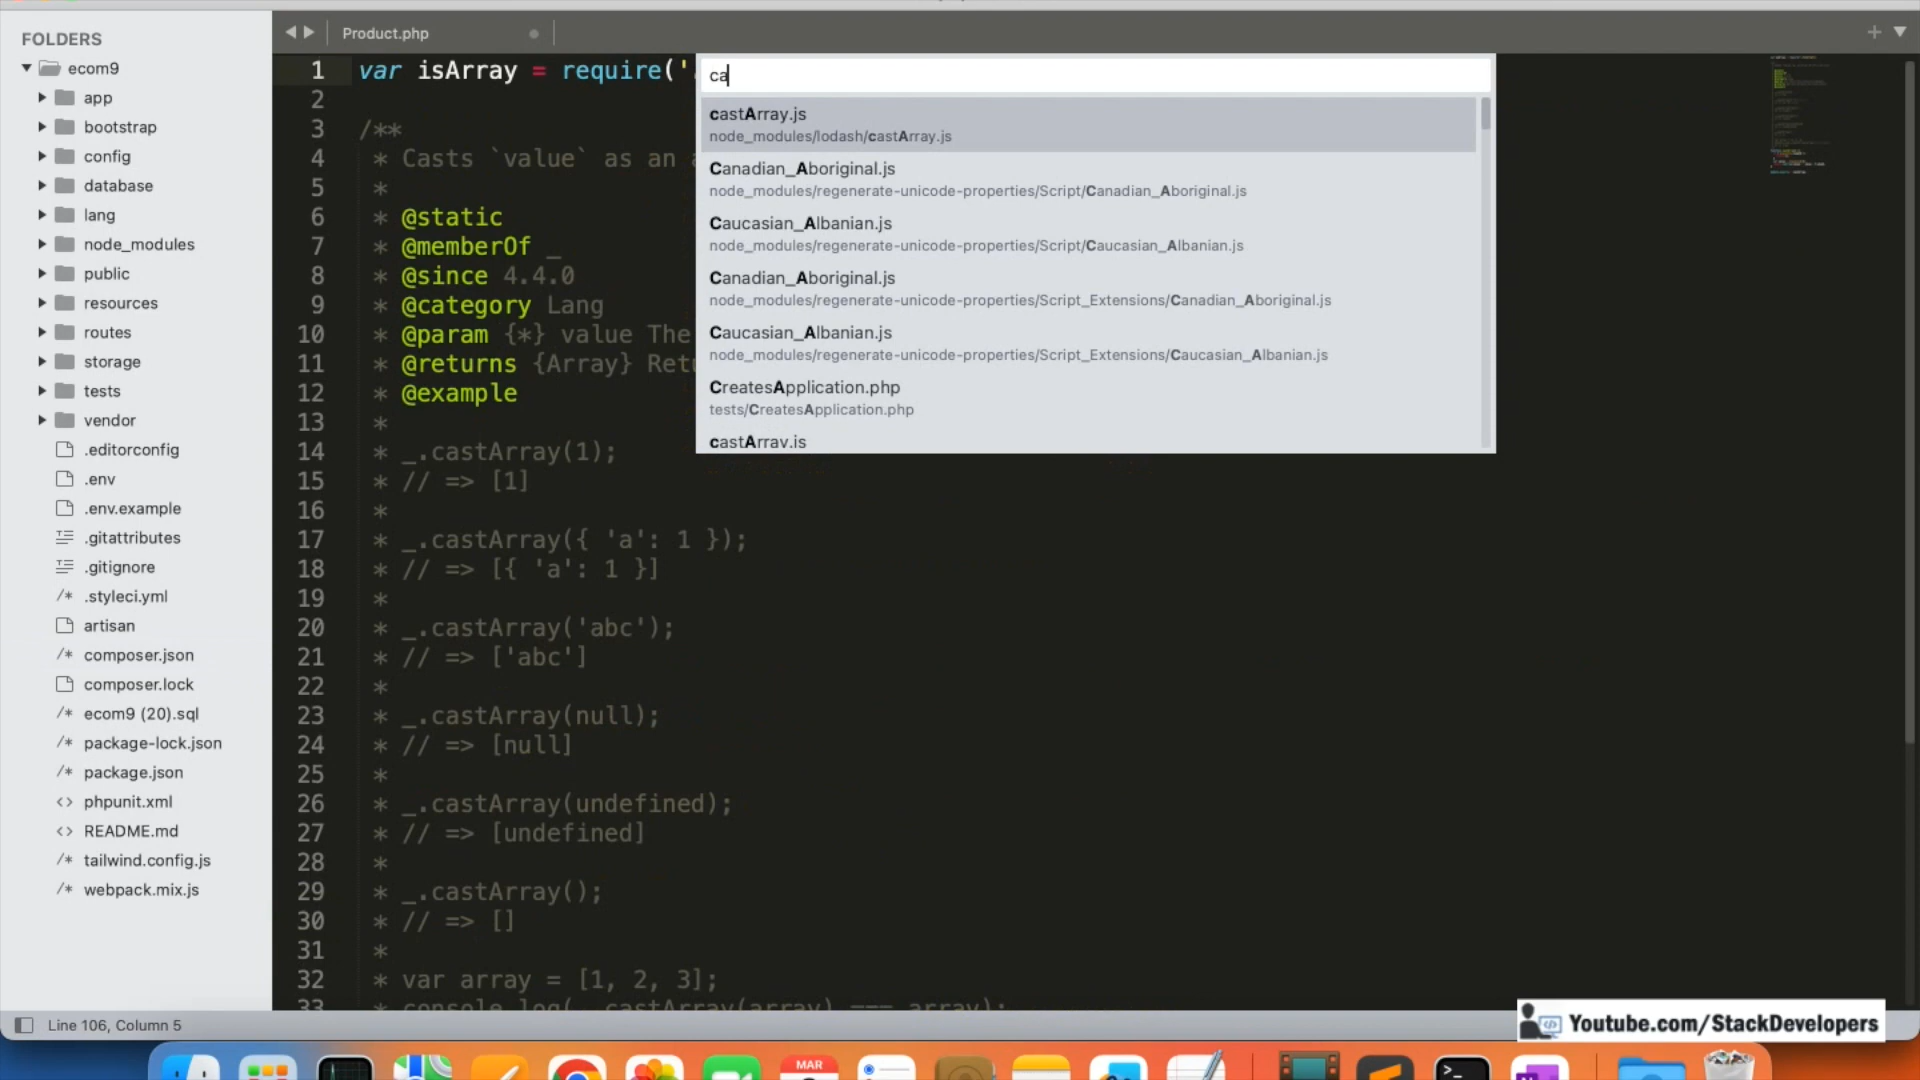 FOLDERS
ecom9
app
bootstrap
config
database
lang
node_modules
public
resources
routes
storage
tests
vendor
.editorconfig
.env
.env.example
.gitattributes
.gitignore
/* .styleci.yml
artisan
/* composer.json
composer.lock
/* ecom9 (20).sql
/* package-lock.json
/* package.json
<> phpunit.xml
<> README.md
/* tailwind.config.js
/* webpack.mix.js
Product.php
1 var isArray = require('
2
3 /**
4 * Casts `value` as an a
5 *
6 * @static
7 * @memberOf _
8 * @since 4.4.0
9 * @category Lang
10 * @param {*} value The
11 * @returns {Array} Retu
12 * @example
13 *
14 * _.castArray(1);
15 * // => [1]
16 *
17 * _.castArray({ 'a': 1 });
18 * // => [{ 'a': 1 }]
19 *
20 * _.castArray('abc');
21 * // => ['abc']
22 *
23 * _.castArray(null);
24 * // => [null]
25 *
26 * _.castArray(undefined);
27 * // => [undefined]
28 *
29 * _.castArray();
30 * // => []
31 *
32 * var array = [1, 2, 3];
33 * console.log(_.castArray(array) === array);
ca
castArray.js
node_modules/lodash/castArray.js
Canadian_Aboriginal.js
node_modules/regenerate-unicode-properties/Script/Canadian_Aboriginal.js
Caucasian_Albanian.js
node_modules/regenerate-unicode-properties/Script/Caucasian_Albanian.js
Canadian_Aboriginal.js
node_modules/regenerate-unicode-properties/Script_Extensions/Canadian_Aboriginal.js
Caucasian_Albanian.js
node_modules/regenerate-unicode-properties/Script_Extensions/Caucasian_Albanian.js
CreatesApplication.php
tests/CreatesApplication.php
castArray.js
Line 106, Column 5
Youtube.com/StackDevelopers
MAR